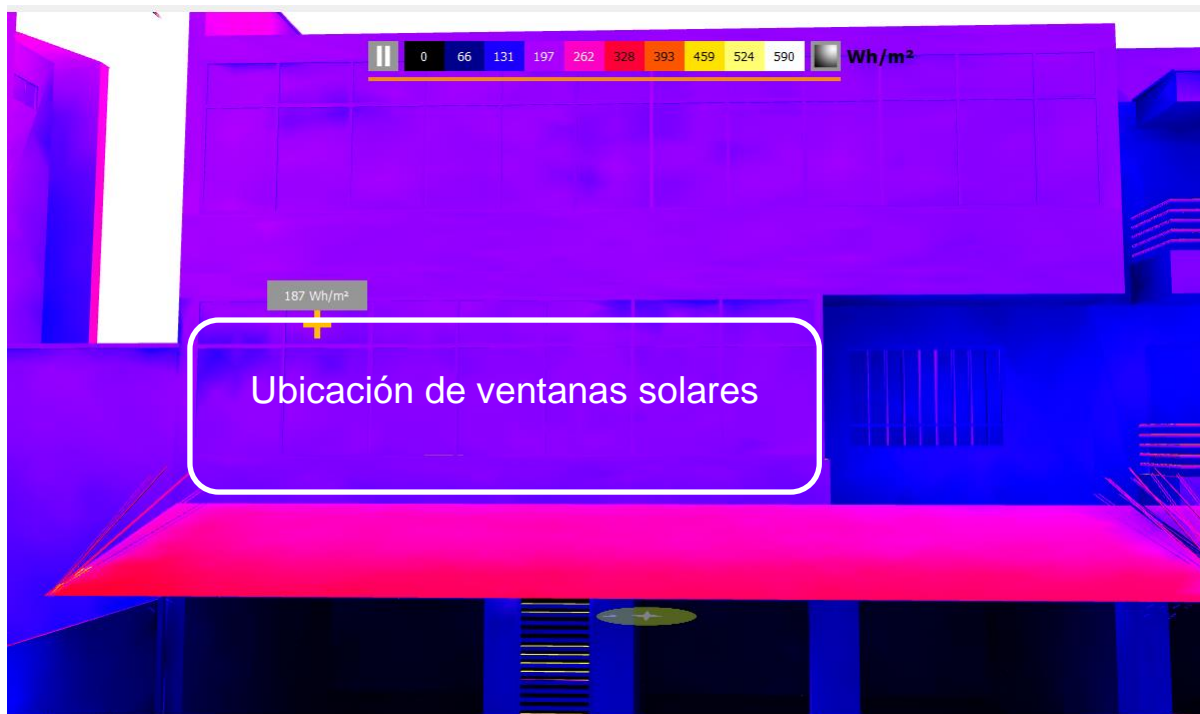 0 66 131 197 262 328 393 459 524 590 Wh/m²
187 Wh/m²
Ubicación de ventanas solares